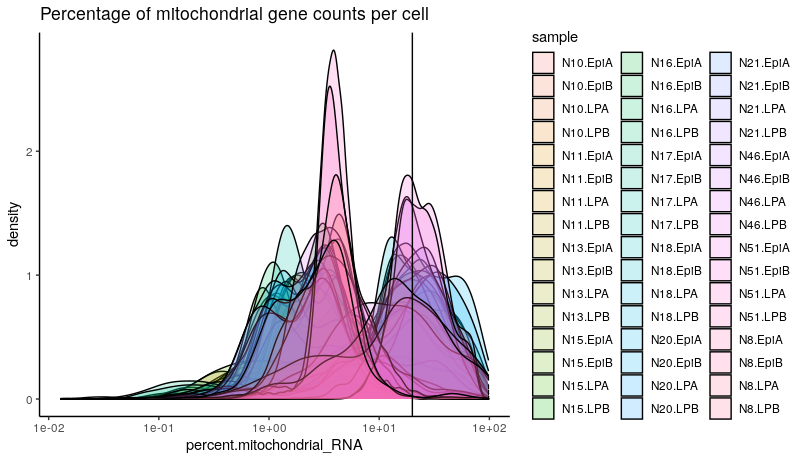 Percentage of mitochondrial gene counts per cell
density
2
1
0
1e-02 1e-01 1e+00 1e+01 1e+02
percent.mitochondrial_RNA
sample
N10.EpiA N16.EpiA N21.EpiA
N10.EpiB N16.EpiB N21.EpiB
N10.LPA N16.LPA N21.LPA
N10.LPB N16.LPB N21.LPB
N11.EpiA N17.EpiA N46.EpiA
N11.EpiB N17.EpiB N46.EpiB
N11.LPA N17.LPA N46.LPA
N11.LPB N17.LPB N46.LPB
N13.EpiA N18.EpiA N51.EpiA
N13.EpiB N18.EpiB N51.EpiB
N13.LPA N18.LPA N51.LPA
N13.LPB N18.LPB N51.LPB
N15.EpiA N20.EpiA N8.EpiA
N15.EpiB N20.EpiB N8.EpiB
N15.LPA N20.LPA N8.LPA
N15.LPB N20.LPB N8.LPB